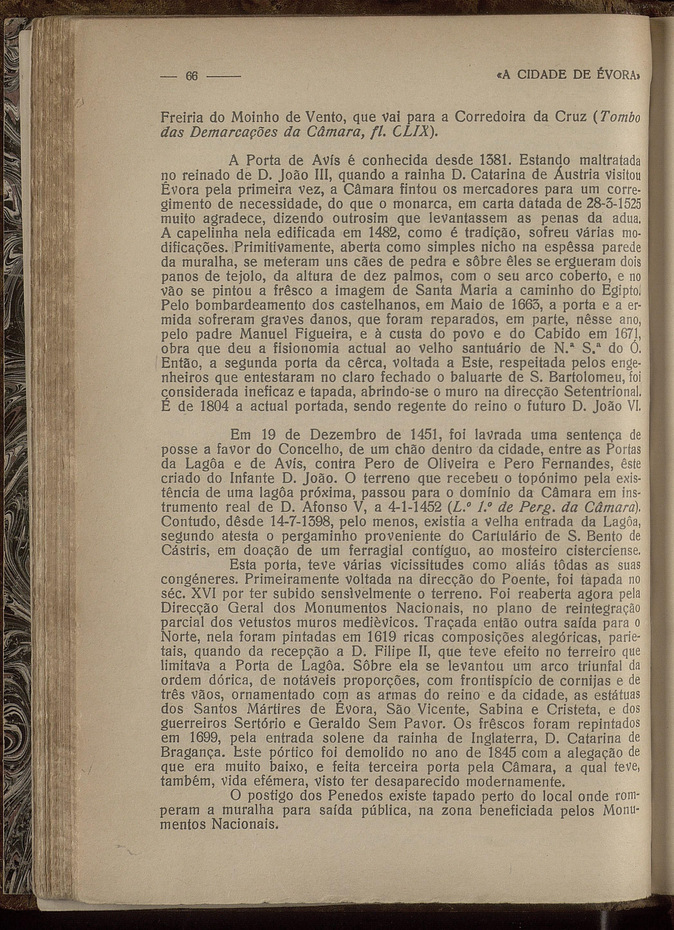 — 66 —— «A CIDADE DE ÉVORA»
Freiria do Moinho de Vento, que vai para a Corredoira da Cruz (Tombo
das Demarcações da Câmara, fl. CLIX).
A Porta de Avís é conhecida desde 1381. Estando maltratada
no reinado de D. João III, quando a rainha D. Catarina de Áustria visitou
Évora pela primeira vez, a Câmara fintou os mercadores para um corre-
gimento de necessidade, do que o monarca, em carta datada de 28-3-1525
muito agradece, dizendo outrosim que levantassem as penas da adua.
A capelinha nela edificada em 1482, como é tradição, sofreu várias mo-
dificações. Primitivamente, aberta como simples nicho na espêssa parede
da muralha, se meteram uns cães de pedra e sôbre êles se ergueram dois
panos de tejolo, da altura de dez palmos, com o seu arco coberto, e no
vão se pintou a frêsco a imagem de Santa Maria a caminho do Egipto.
Pelo bombardeamento dos castelhanos, em Maio de 1663, a porta e a er-
mida sofreram graves danos, que foram reparados, em parte, nêsse ano,
pelo padre Manuel Figueira, e à custa do povo e do Cabido em 1671,
obra que deu a fisionomia actual ao velho santuário de N.ª S.ª do Ó.
Então, a segunda porta da cêrca, voltada a Este, respeitada pelos enge-
nheiros que entestaram no claro fechado o baluarte de S. Bartolomeu, foi
considerada ineficaz e tapada, abrindo-se o muro na direcção Setentrional.
É de 1804 a actual portada, sendo regente do reino o futuro D. João VI.
Em 19 de Dezembro de 1451, foi lavrada uma sentença de
posse a favor do Concelho, de um chão dentro da cidade, entre as Portas
da Lagôa e de Avís, contra Pero de Oliveira e Pero Fernandes, êste
criado do Infante D. João. O terreno que recebeu o topónimo pela exis-
tência de uma lagôa próxima, passou para o domínio da Câmara em ins-
trumento real de D. Afonso V, a 4-1-1452 (L.º 1.º de Perg. da Câmara).
Contudo, dêsde 14-7-1398, pelo menos, existia a velha entrada da Lagôa,
segundo atesta o pergaminho proveniente do Cartulário de S. Bento de
Cástris, em doação de um ferragial contíguo, ao mosteiro cisterciense.
Esta porta, teve várias vicissitudes como aliás tôdas as suas
congéneres. Primeiramente voltada na direcção do Poente, foi tapada no
séc. XVI por ter subido sensivelmente o terreno. Foi reaberta agora pela
Direcção Geral dos Monumentos Nacionais, no plano de reintegração
parcial dos vetustos muros medièvicos. Traçada então outra saída para o
Norte, nela foram pintadas em 1619 ricas composições alegóricas, parie-
tais, quando da recepção a D. Filipe II, que teve efeito no terreiro que
limitava a Porta de Lagôa. Sôbre ela se levantou um arco triunfal da
ordem dórica, de notáveis proporções, com frontispício de cornijas e de
três vãos, ornamentado com as armas do reino e da cidade, as estátuas
dos Santos Mártires de Évora, São Vicente, Sabina e Cristeta, e dos
guerreiros Sertório e Geraldo Sem Pavor. Os frêscos foram repintados
em 1699, pela entrada solene da rainha de Inglaterra, D. Catarina de
Bragança. Este pórtico foi demolido no ano de 1845 com a alegação de
que era muito baixo, e feita terceira porta pela Câmara, a qual teve,
também, vida efémera, visto ter desaparecido modernamente.
O postigo dos Penedos existe tapado perto do local onde rom-
peram a muralha para saída pública, na zona beneficiada pelos Monu-
mentos Nacionais.